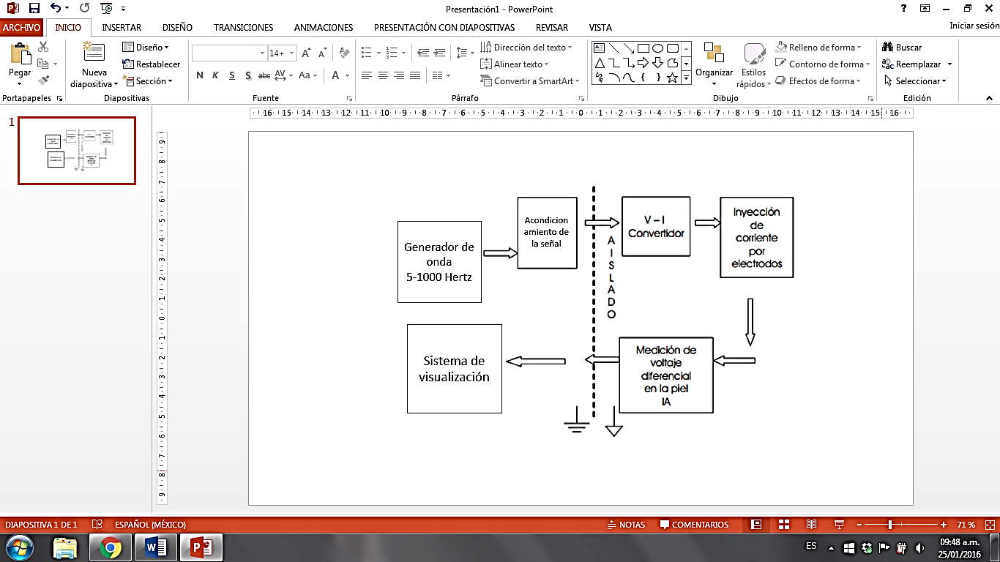 Presentación1 - PowerPoint
ARCHIVO INICIO INSERTAR DISEÑO TRANSICIONES ANIMACIONES PRESENTACIÓN CON DIAPOSITIVAS REVISAR VISTA Iniciar sesión
Pegar
Portapapeles
Nueva
diapositiva
Diseño
Restablecer
Sección
Diapositivas
14+
N K S S abc AV Aa A
Fuente
Dirección del texto
Alinear texto
Convertir a SmartArt
Párrafo
Organizar
Estilos
rápidos
Relleno de forma
Contorno de forma
Efectos de forma
Dibujo
Buscar
Reemplazar
Seleccionar
Edición
16 15 14 13 12 11 10 9 8 7 6 5 4 3 2 1 0 1 2 3 4 5 6 7 8 9 10 11 12 13 14 15 16
9 8 7 6 5 4 3 2 1 0 1 2 3 4 5 6 7 8 9
1
Generador de
onda
5-1000 Hertz
Acondicion
amiento de
la señal
A
I
S
L
A
D
O
V – I
Convertidor
Inyección
de
corriente
por
electrodos
Sistema de
visualización
Medición de
voltaje
diferencial
en la piel
IA
DIAPOSITIVA 1 DE 1 ESPAÑOL (MÉXICO) NOTAS COMENTARIOS 71 %
ES
09:48 a.m.
25/01/2016